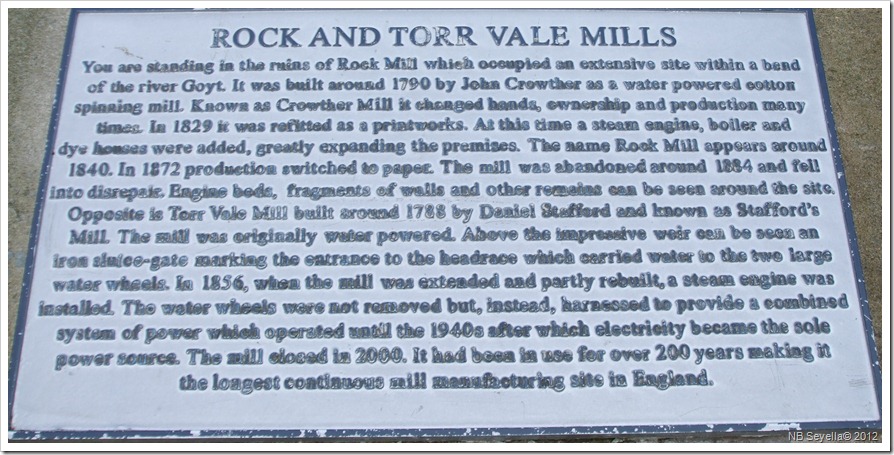 ROCK AND TORR VALE MILLS
You are standing in the ruins of Rock Mill which occupied an extensive site within a bend
of the river Goyt. It was built around 1790 by John Crowther as a water powered cotton
spinning mill. Known as Crowther Mill it changed hands, ownership and production many
times. In 1829 it was refitted as a printworks. At this time a steam engine, boiler and
dye houses were added, greatly expanding the premises. The name Rock Mill appears around
1840. In 1872 production switched to paper. The mill was abandoned around 1884 and fell
into disrepair. Engine beds, fragments of walls and other remains can be seen around the site.
Opposite is Torr Vale Mill built around 1788 by Daniel Stafford and known as Stafford's
Mill. The mill was originally water powered. Above the impressive weir can be seen an
iron sluice-gate marking the entrance to the headrace which carried water to the two large
water wheels. In 1856, when the mill was extended and partly rebuilt, a steam engine was
installed. The water wheels were not removed but, instead, harnessed to provide a combined
system of power which operated until the 1940s after which electricity became the sole
power source. The mill closed in 2000. It had been in use for over 200 years making it
the longest continuous mill manufacturing site in England.
NB Seyella© 2012